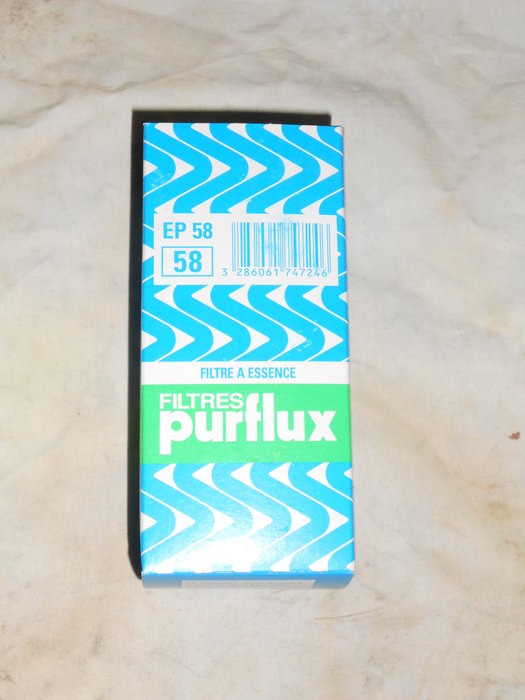 EP 58
58
3 286061 747246
FILTRE A ESSENCE
FILTRES
purflux